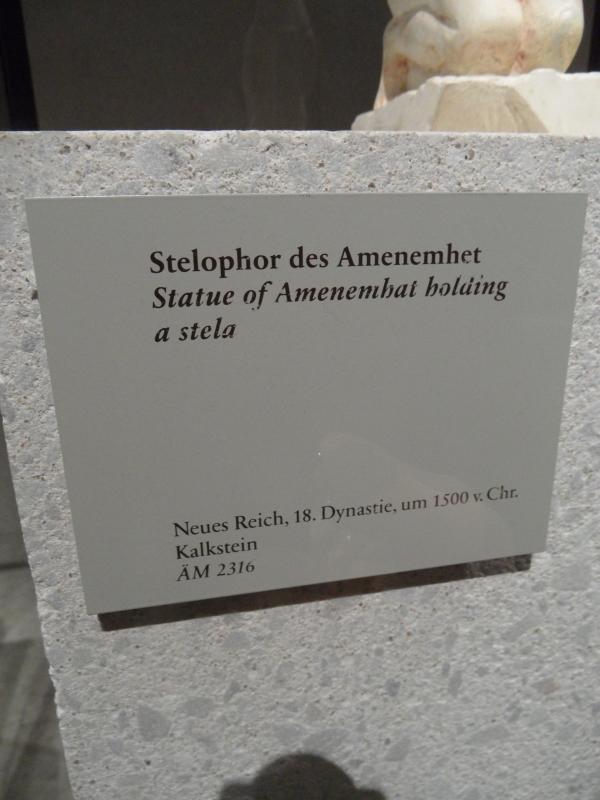 Stelophor des Amenemhet
Statue of Amenemhat holding
a stela
Neues Reich, 18. Dynastie, um 1500 v. Chr.
Kalkstein
ÄM 2316